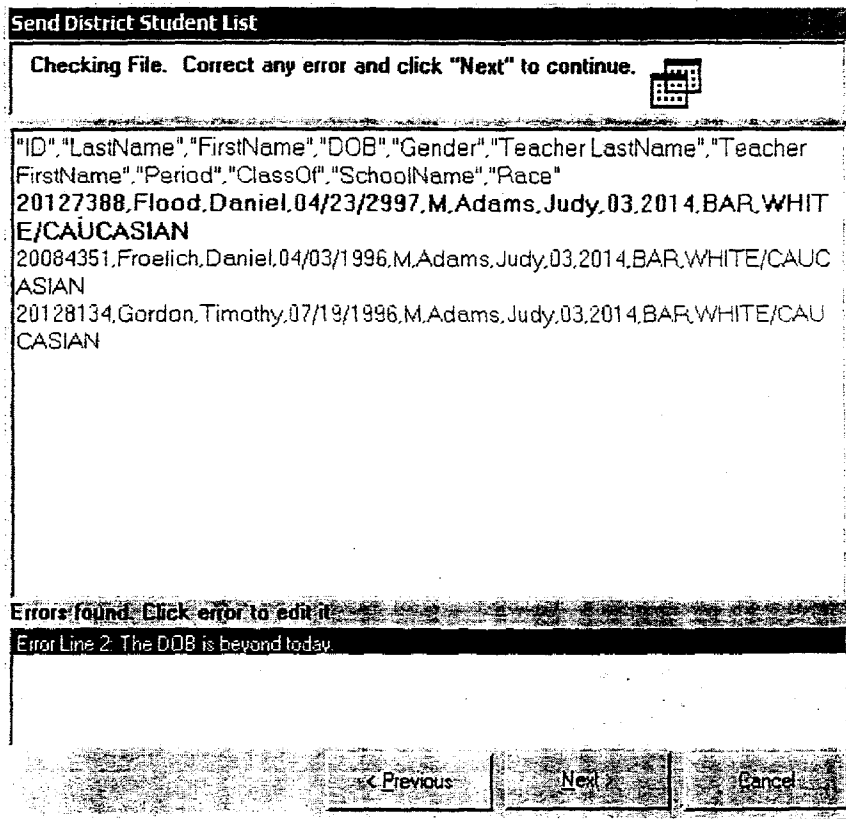 Send District Student List
Checking File. Correct any error and click "Next" to continue.
"ID","LastName","FirstName","DOB","Gender","Teacher LastName","Teacher
FirstName","Period","ClassOf","SchoolName","Race"
20127388,Flood,Daniel,04/23/2997,M,Adams,Judy,03,2014,BAR,WHIT
E/CAUCASIAN
20084351,Froelich,Daniel,04/03/1996,M,Adams,Judy,03,2014,BAR,WHITE/CAUC
ASIAN
20128134,Gordon,Timothy,07/19/1996,M,Adams,Judy,03,2014,BAR,WHITE/CAU
CASIAN
Errors found. Click error to edit it.
Error Line 2: The DOB is beyond today.
< Previous
Next >
Cancel